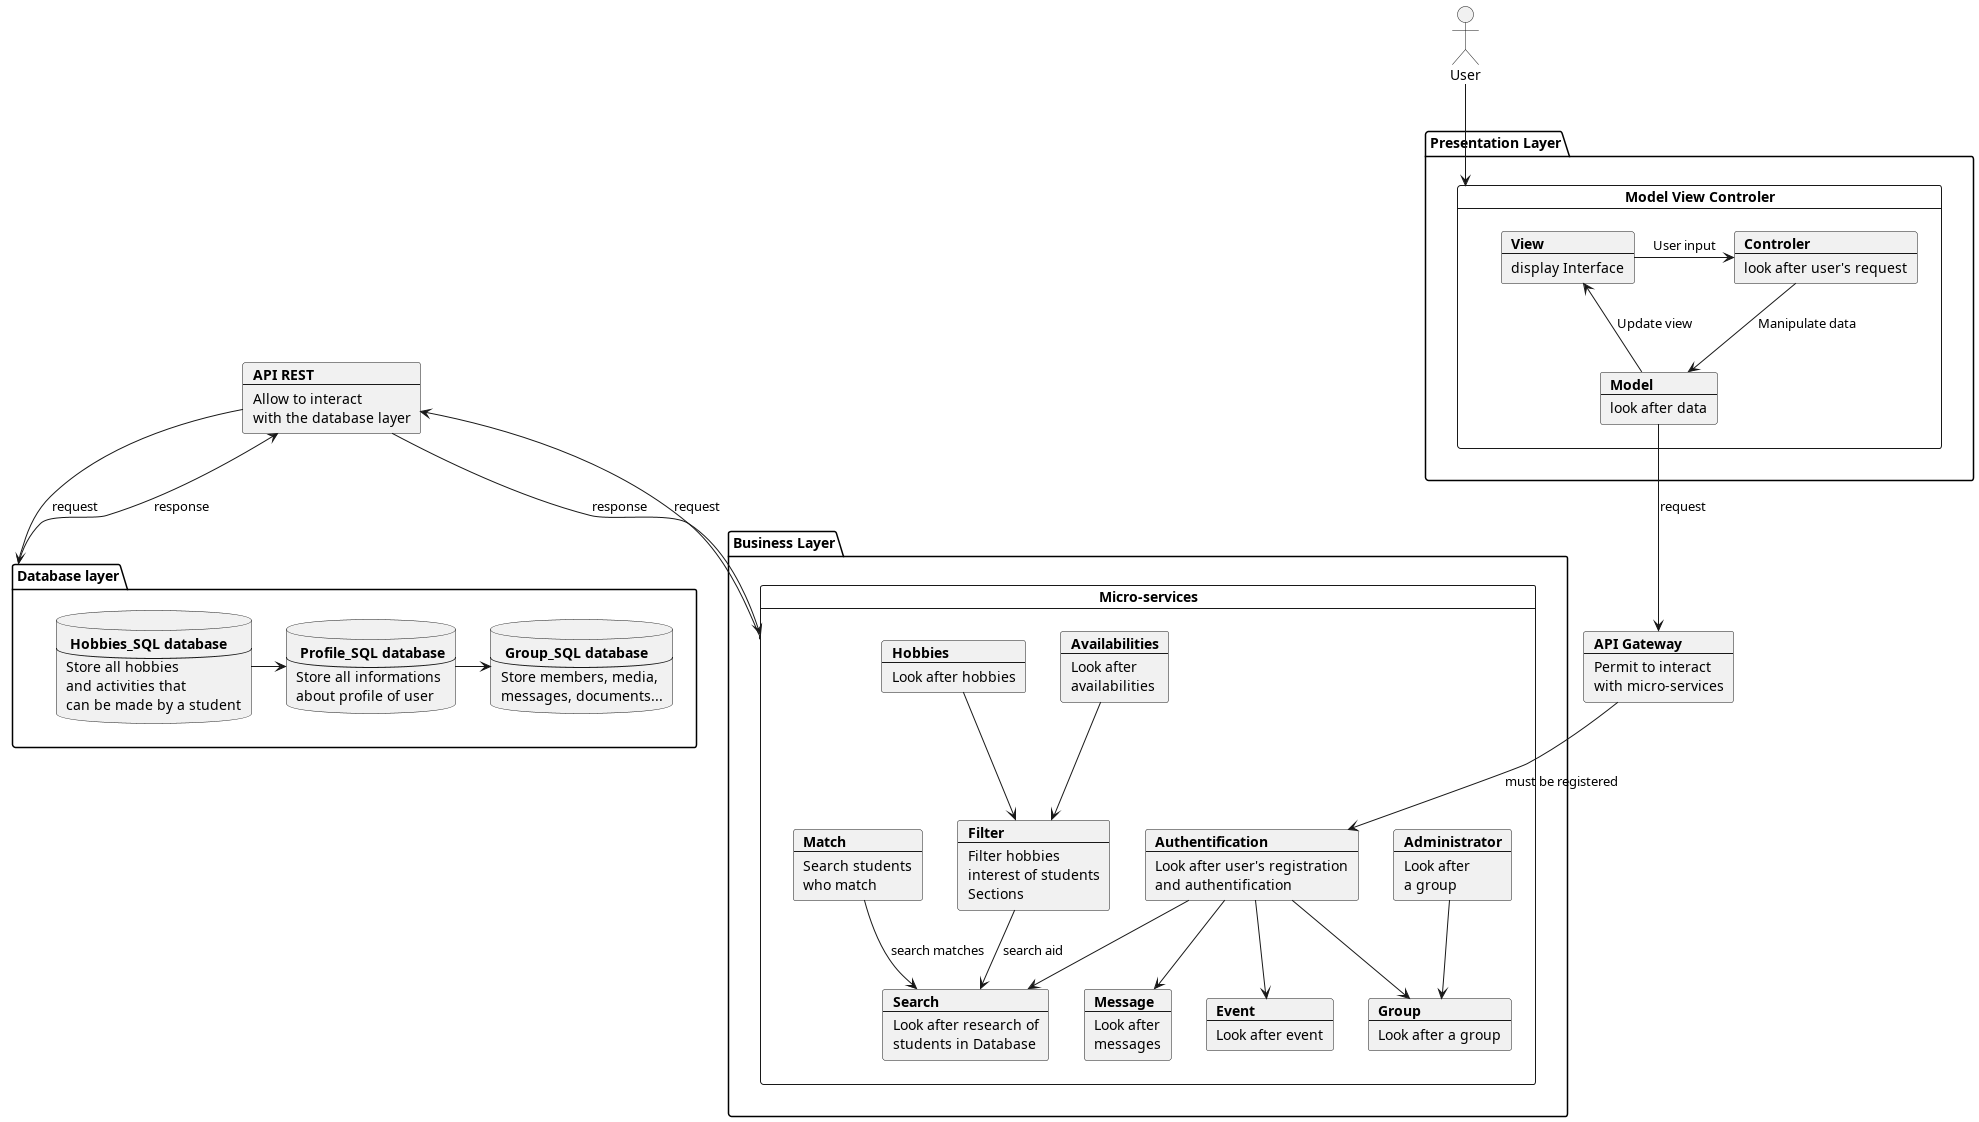 User
Presentation Layer
Model View Controler
View
display Interface
User input
Controler
look after user's request
Update view
Manipulate data
Model
look after data
request
API REST
Allow to interact
with the database layer
request
response
response
request
Database layer
Hobbies_SQL database
Store all hobbies
and activities that
can be made by a student
Profile_SQL database
Store all informations
about profile of user
Group_SQL database
Store members, media,
messages, documents...
Business Layer
Micro-services
Hobbies
Look after hobbies
Availabilities
Look after
availabilities
API Gateway
Permit to interact
with micro-services
must be registered
Match
Search students
who match
Filter
Filter hobbies
interest of students
Sections
Authentification
Look after user's registration
and authentification
Administrator
Look after
a group
search matches
search aid
Search
Look after research of
students in Database
Message
Look after
messages
Event
Look after event
Group
Look after a group